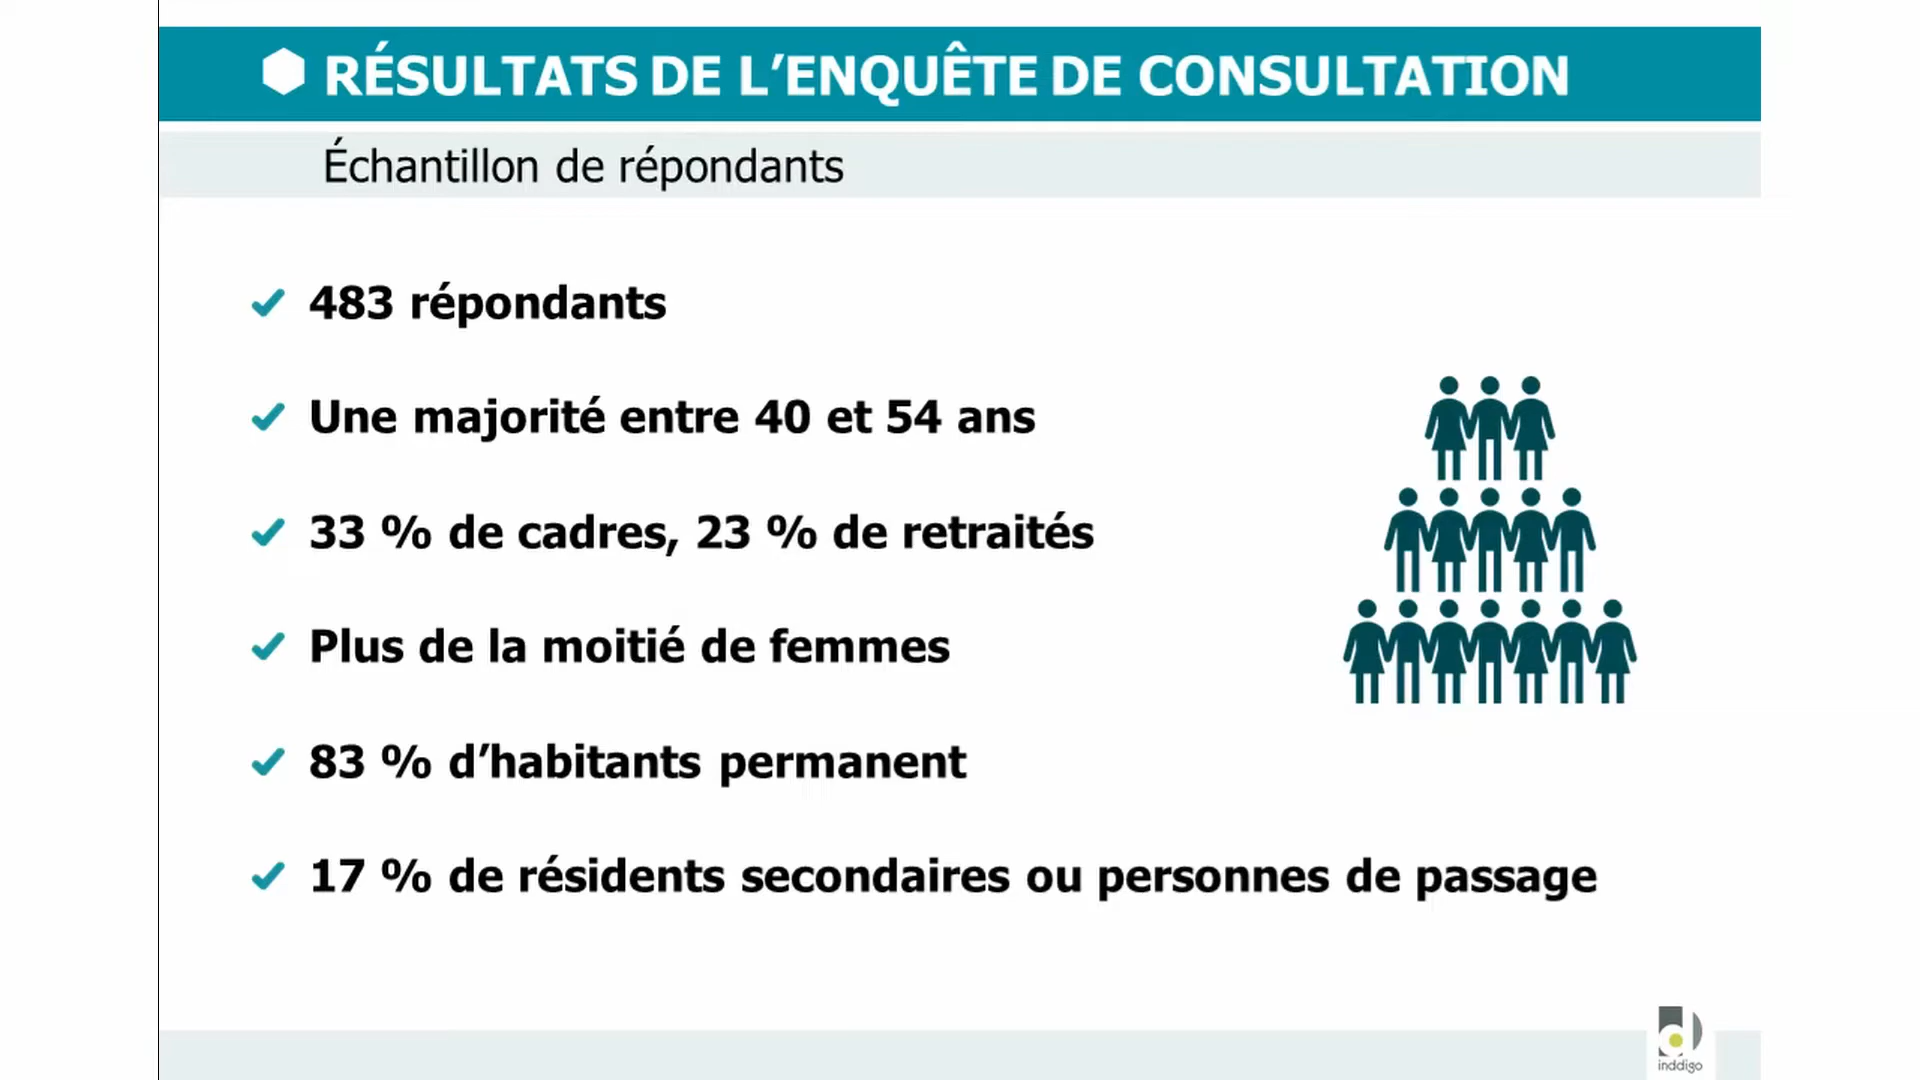 RÉSULTATS DE L’ENQUÊTE DE CONSULTATION
Échantillon de répondants
483 répondants
Une majorité entre 40 et 54 ans
33 % de cadres, 23 % de retraités
Plus de la moitié de femmes
83 % d’habitants permanent
17 % de résidents secondaires ou personnes de passage
inddigo